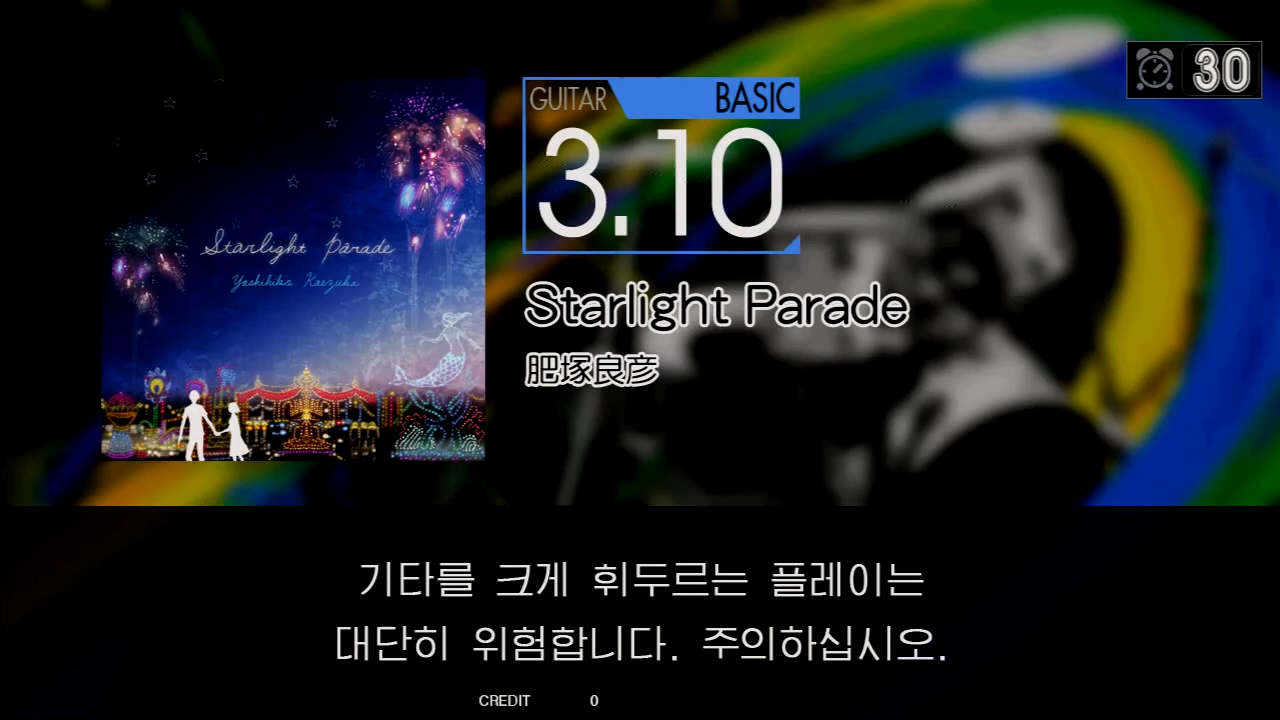 30
GUITAR BASIC
3.10
Starlight Parade
Yoshihiko Koezuka
Starlight Parade
肥塚良彦
기타를 크게 휘두르는 플레이는
대단히 위험합니다. 주의하십시오.
CREDIT 0